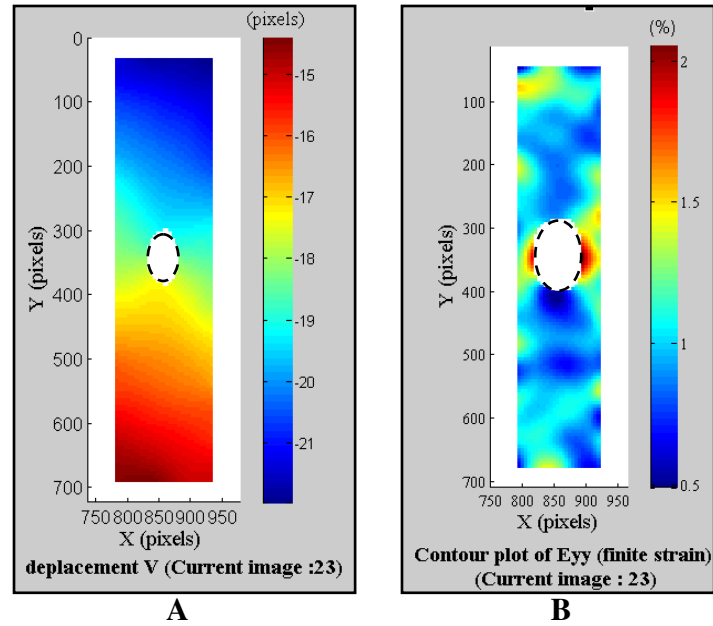 (pixels)
0
100
200
300
400
500
600
700
Y (pixels)
750 800 850 900 950
X (pixels)
-15
-16
-17
-18
-19
-20
-21
deplacement V (Current image :23)
A
(%)
100
200
300
400
500
600
700
Y (pixels)
750 800 850 900 950
X (pixels)
2
1.5
1
0.5
Contour plot of Eyy (finite strain)
(Current image : 23)
B